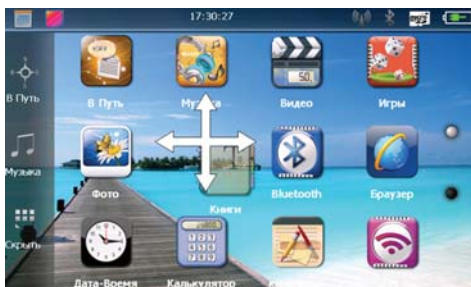 17:30:27
В Путь
Музыка
Видео
Игры
В Путь
Музыка
Фото
Книги
Bluetooth
Браузер
Скрыть
Дата-Время
Калькулятор